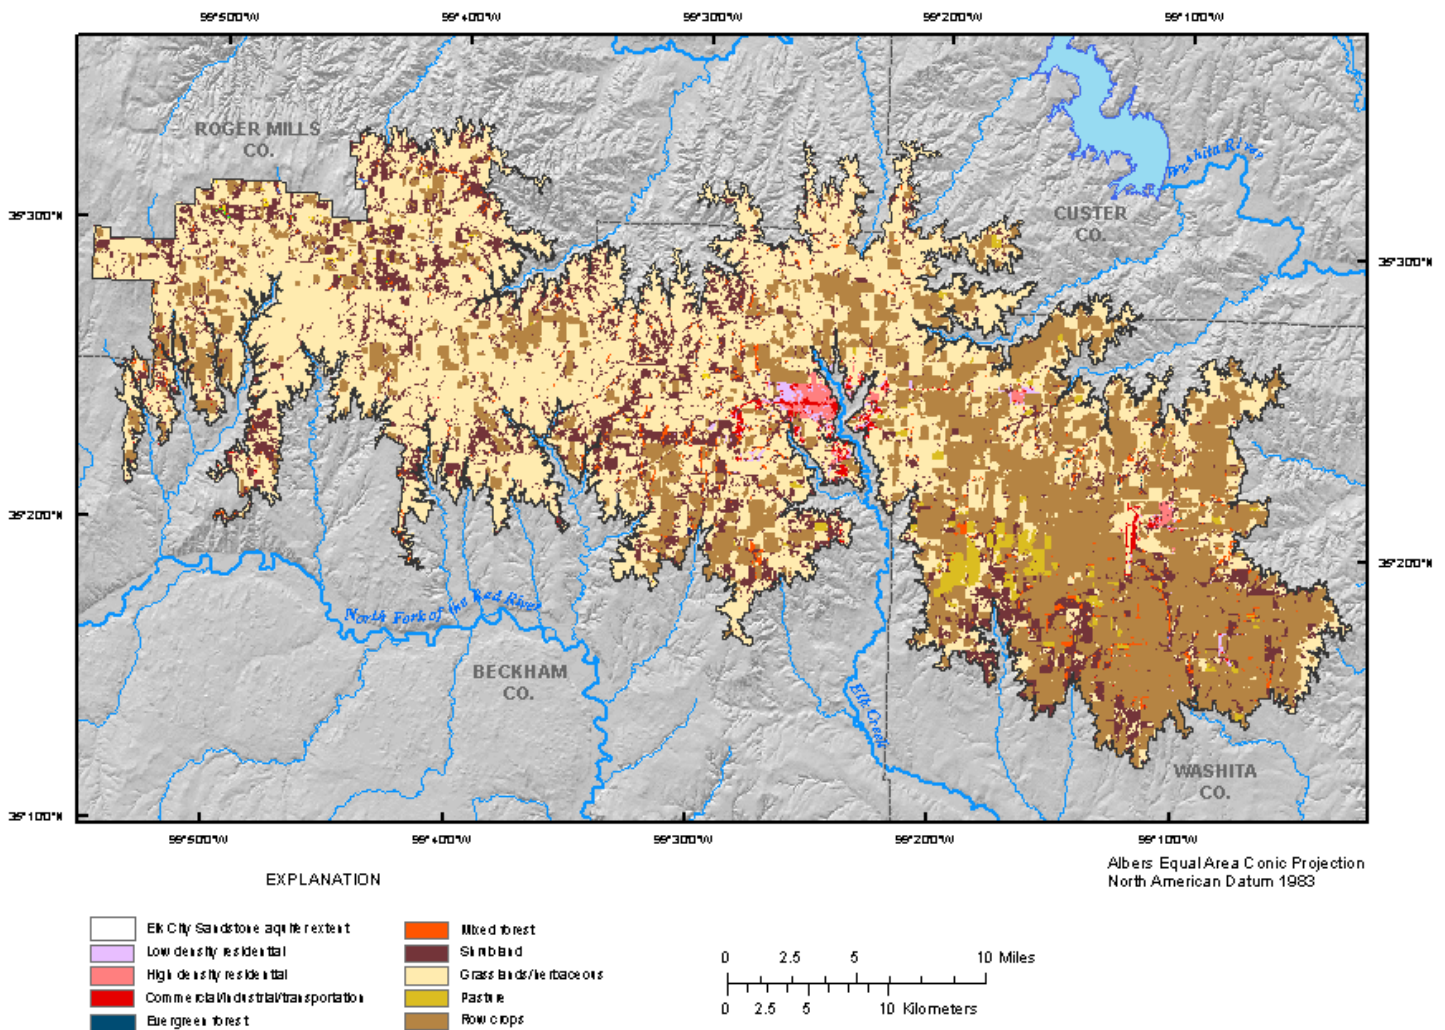 99°50'0"W 99°40'0"W 99°30'0"W 99°20'0"W 99°10'0"W
ROGER MILLS
CO.
Washita River
35°30'0"N
CUSTER
CO.
35°30'0"N
35°20'0"N
35°20'0"N
North Fork of the Red River
BECKHAM
CO.
Elk Creek
WASHITA
CO.
35°10'0"N
99°50'0"W 99°40'0"W 99°30'0"W 99°20'0"W 99°10'0"W
Albers Equal Area Conic Projection
North American Datum 1983
EXPLANATION
Elk City Sandstone aquifer extent
Low density residential
High density residential
Commercial/industrial/transportation
Evergreen forest
Mixed forest
Shrubland
Grasslands/herbaceous
Pasture
Row crops
0 2.5 5 10 Miles
0 2.5 5 10 Kilometers